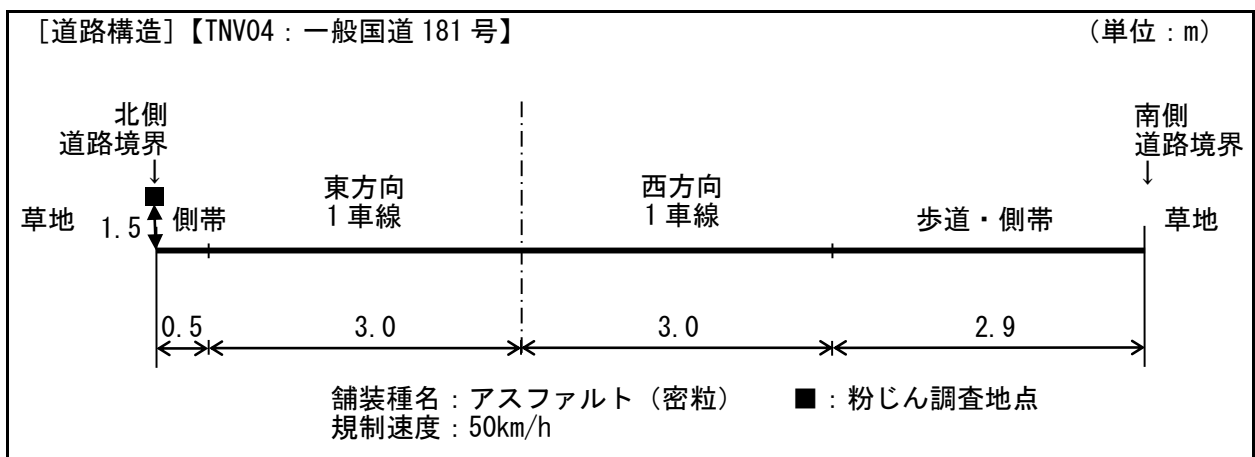 [道路構造]【TNV04：一般国道181号】 （単位：m）
北側
道路境界
↓
南側
道路境界
↓
東方向
1車線
西方向
1車線
草地 1.5 側帯 歩道・側帯 草地
0.5 3.0 3.0 2.9
舗装種名：アスファルト（密粒） ■：粉じん調査地点
規制速度：50km/h